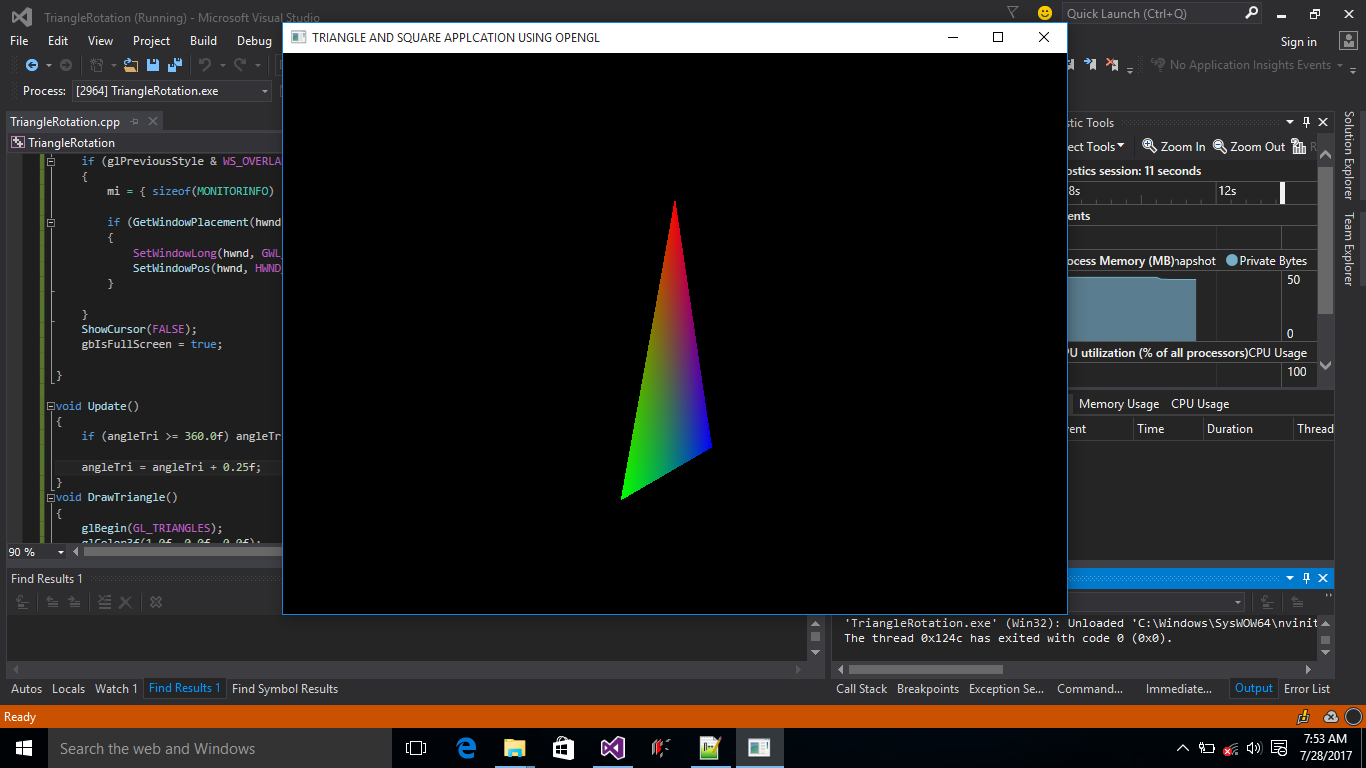 TriangleRotation (Running) - Microsoft Visual Studio
Quick Launch (Ctrl+Q)
TRIANGLE AND SQUARE APPLCATION USING OPENGL
File Edit View Project Build Debug
Sign in
No Application Insights Events
Process: [2964] TriangleRotation.exe
TriangleRotation.cpp
TriangleRotation
if (glPreviousStyle & WS_OVERLA
{
mi = { sizeof(MONITORINFO)
if (GetWindowPlacement(hwnd
{
SetWindowLong(hwnd, GWL
SetWindowPos(hwnd, HWND
}
}
ShowCursor(FALSE);
gbIsFullScreen = true;
}
void Update()
{
if (angleTri >= 360.0f) angleTr
angleTri = angleTri + 0.25f;
}
void DrawTriangle()
{
glBegin(GL_TRIANGLES);
glColor3f(1.0f, 0.0f, 0.0f);
90 %
stic Tools
ect Tools Zoom In Zoom Out R
ostics session: 11 seconds
8s 12s
ents
ocess Memory (MB) napshot Private Bytes
50
0
PU utilization (% of all processors) CPU Usage
100
Memory Usage CPU Usage
ent Time Duration Thread
Solution Explorer
Team Explorer
Find Results 1
'TriangleRotation.exe' (Win32): Unloaded 'C:\Windows\SysWOW64\nvinit
The thread 0x124c has exited with code 0 (0x0).
Autos Locals Watch 1 Find Results 1 Find Symbol Results
Call Stack Breakpoints Exception Se... Command... Immediate... Output Error List
Ready
Search the web and Windows
7:53 AM
7/28/2017